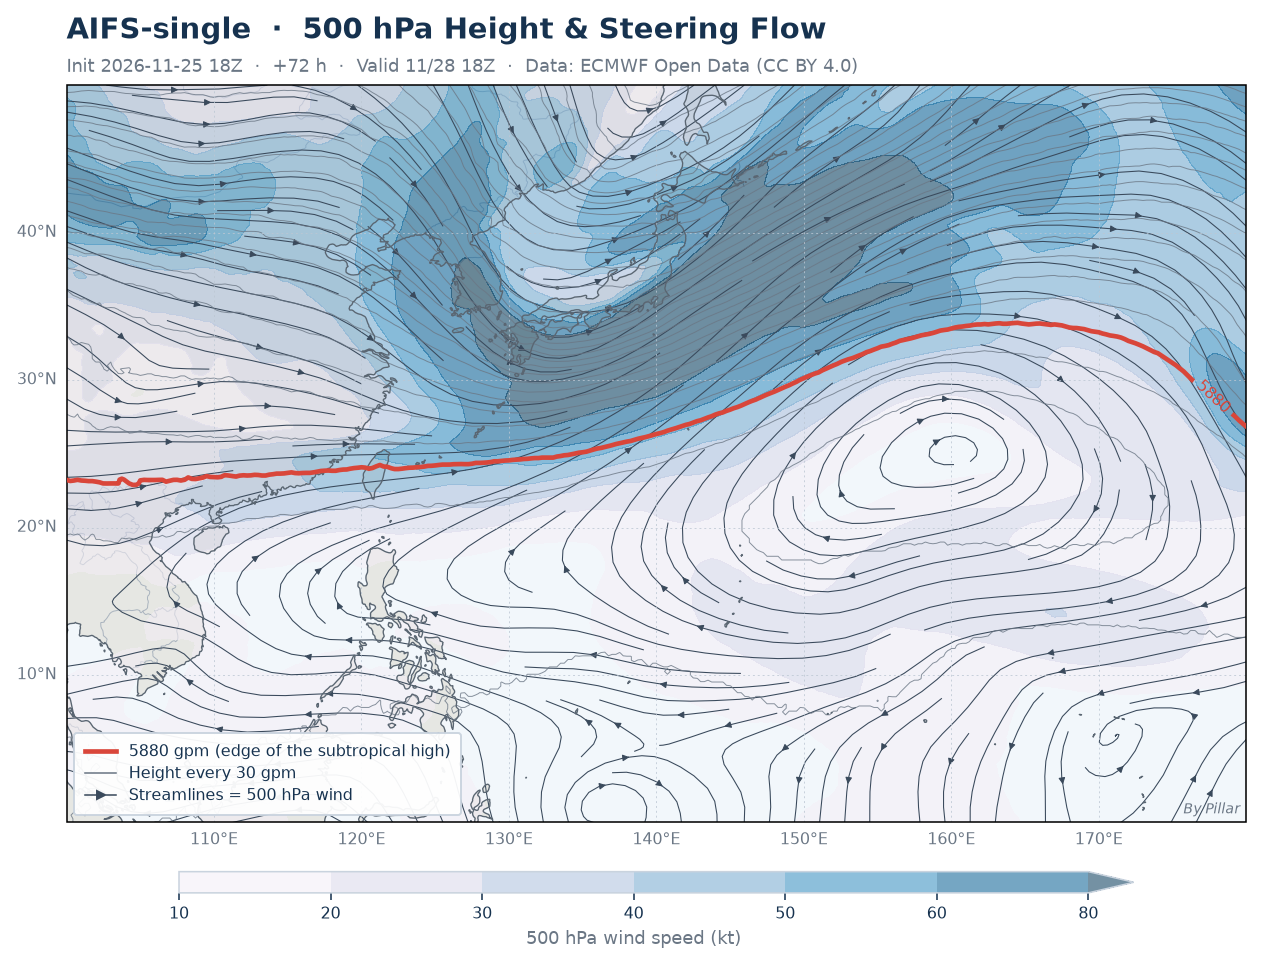 AIFS-single · 500 hPa Height & Steering Flow
Init 2026-11-25 18Z · +72 h · Valid 11/28 18Z · Data: ECMWF Open Data (CC BY 4.0)
40°N
30°N
20°N
10°N
5880
5880 gpm (edge of the subtropical high)
Height every 30 gpm
Streamlines = 500 hPa wind
By Pillar
110°E 120°E 130°E 140°E 150°E 160°E 170°E
10 20 30 40 50 60 80
500 hPa wind speed (kt)